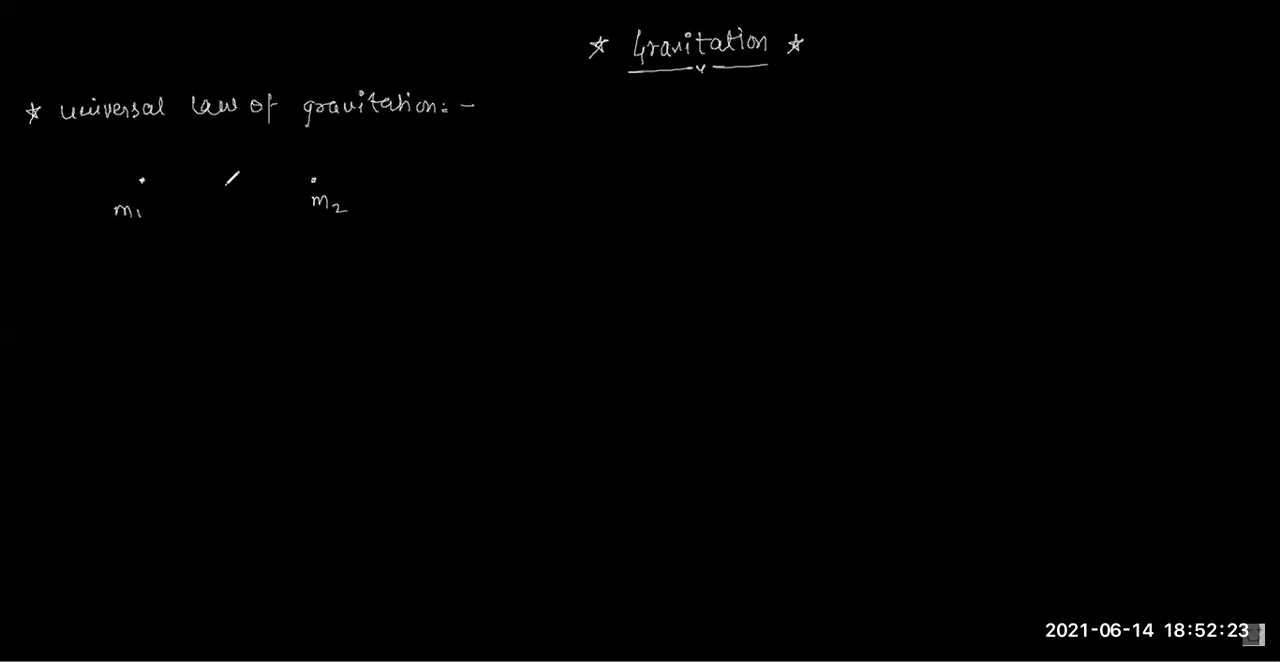 ☆ Gravitation ☆
☆ universal law of gravitation: -
m₁ m₂
2021-06-14 18:52:23